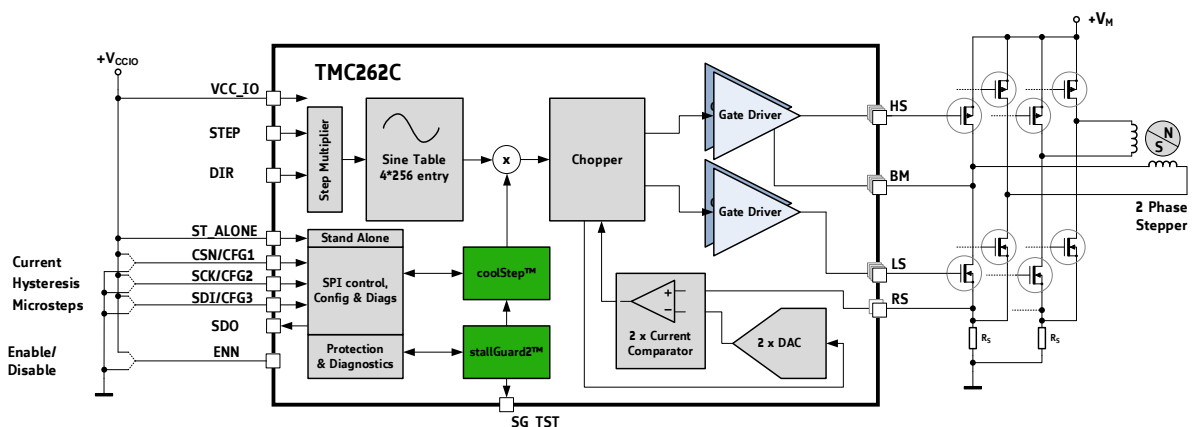 +VM
+VCCIO
TMC262C
VCC_IO
STEP
DIR
Step Multiplier
Sine Table
4*256 entry
x
Chopper
Gate Driver
Gate Driver
HS
BM
LS
RS
N
S
2 Phase
Stepper
ST_ALONE
CSN/CFG1
SCK/CFG2
SDI/CFG3
SDO
ENN
Current
Hysteresis
Microsteps
Enable/
Disable
Stand Alone
SPI control,
Config & Diags
Protection
& Diagnostics
coolStep™
stallGuard2™
+
−
2 x Current
Comparator
2 x DAC
RS
RS
SG_TST